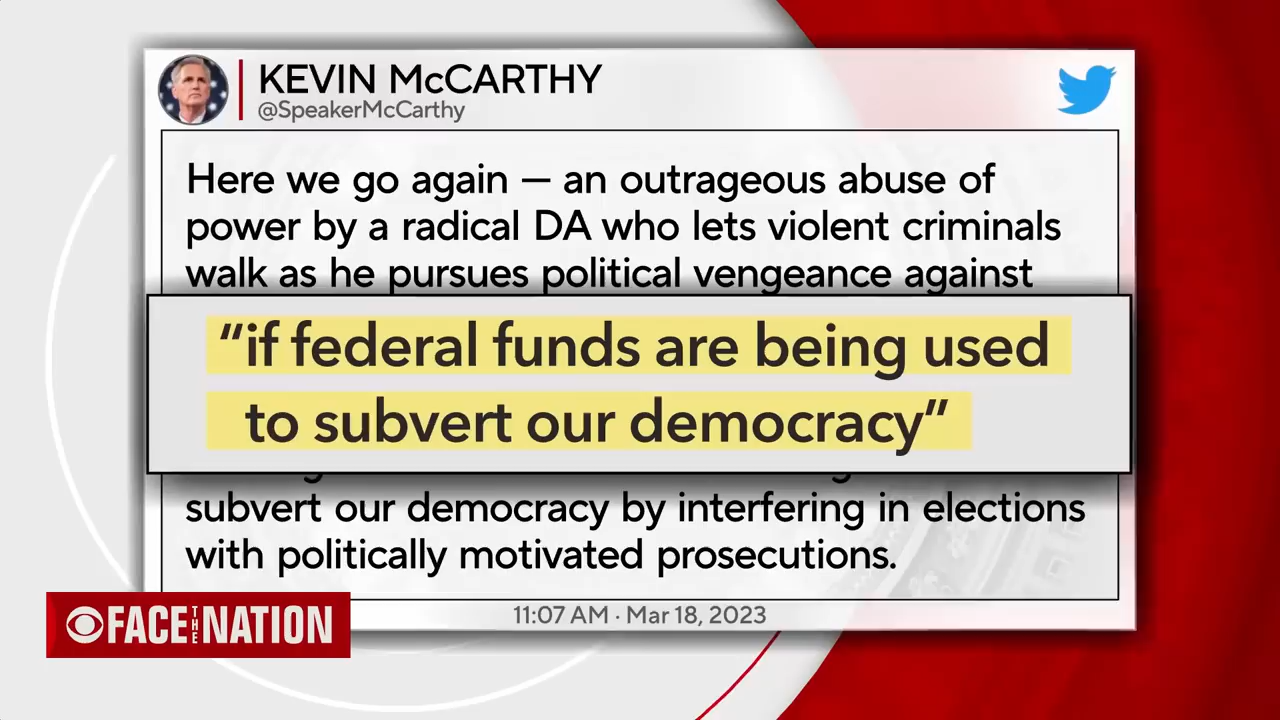 KEVIN McCARTHY
@SpeakerMcCarthy
Here we go again — an outrageous abuse of
power by a radical DA who lets violent criminals
walk as he pursues political vengeance against
“if federal funds are being used
to subvert our democracy”
subvert our democracy by interfering in elections
with politically motivated prosecutions.
11:07 AM · Mar 18, 2023
FACE THE NATION